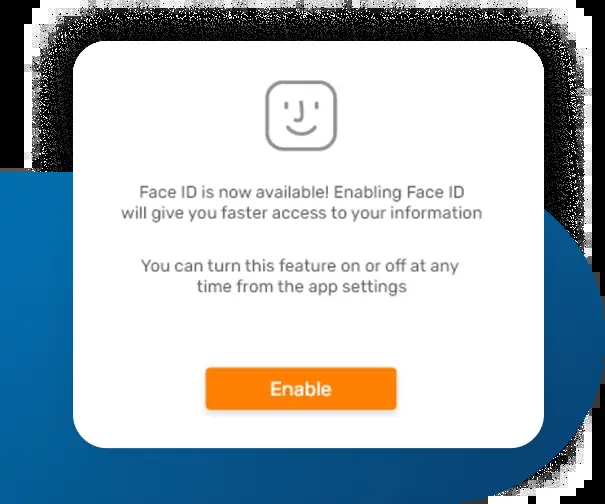 Face ID is now available! Enabling Face ID
will give you faster access to your information
You can turn this feature on or off at any
time from the app settings
Enable